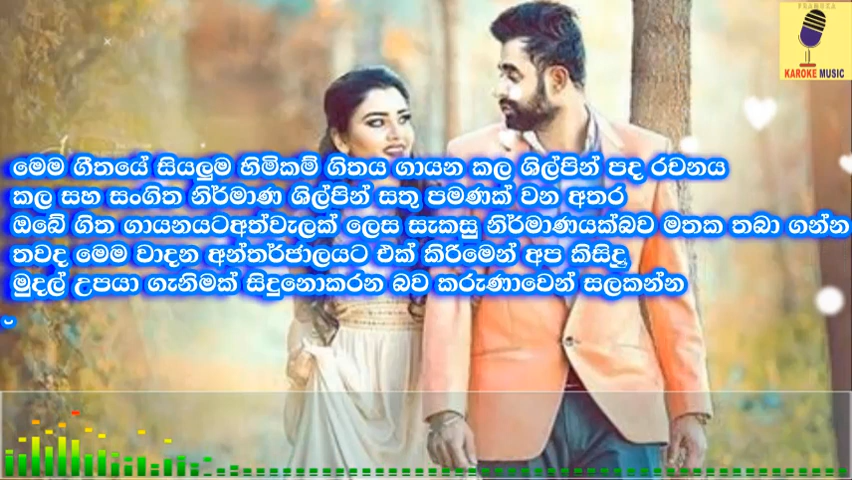 PRAMUKA
KAROKE MUSIC
මෙම ගීතයේ සියලුම හිමිකම් ගිතය ගායන කල ශිල්පින් පද රචනය
කල සහ සංගිත නිර්මාණ ශිල්පින් සතු පමණක් වන අතර
ඔබේ ගිත ගායනයටඅත්වැලක් ලෙස සැකසු නිර්මාණයක්බව මතක තබා ගන්න
තවද මෙම වාදන අන්තර්ජාලයට එක් කිරිමෙන් අප කිසිදු
මුදල් උපයා ගැනිමක් සිදුනොකරන බව කරුණාවෙන් සලකන්න